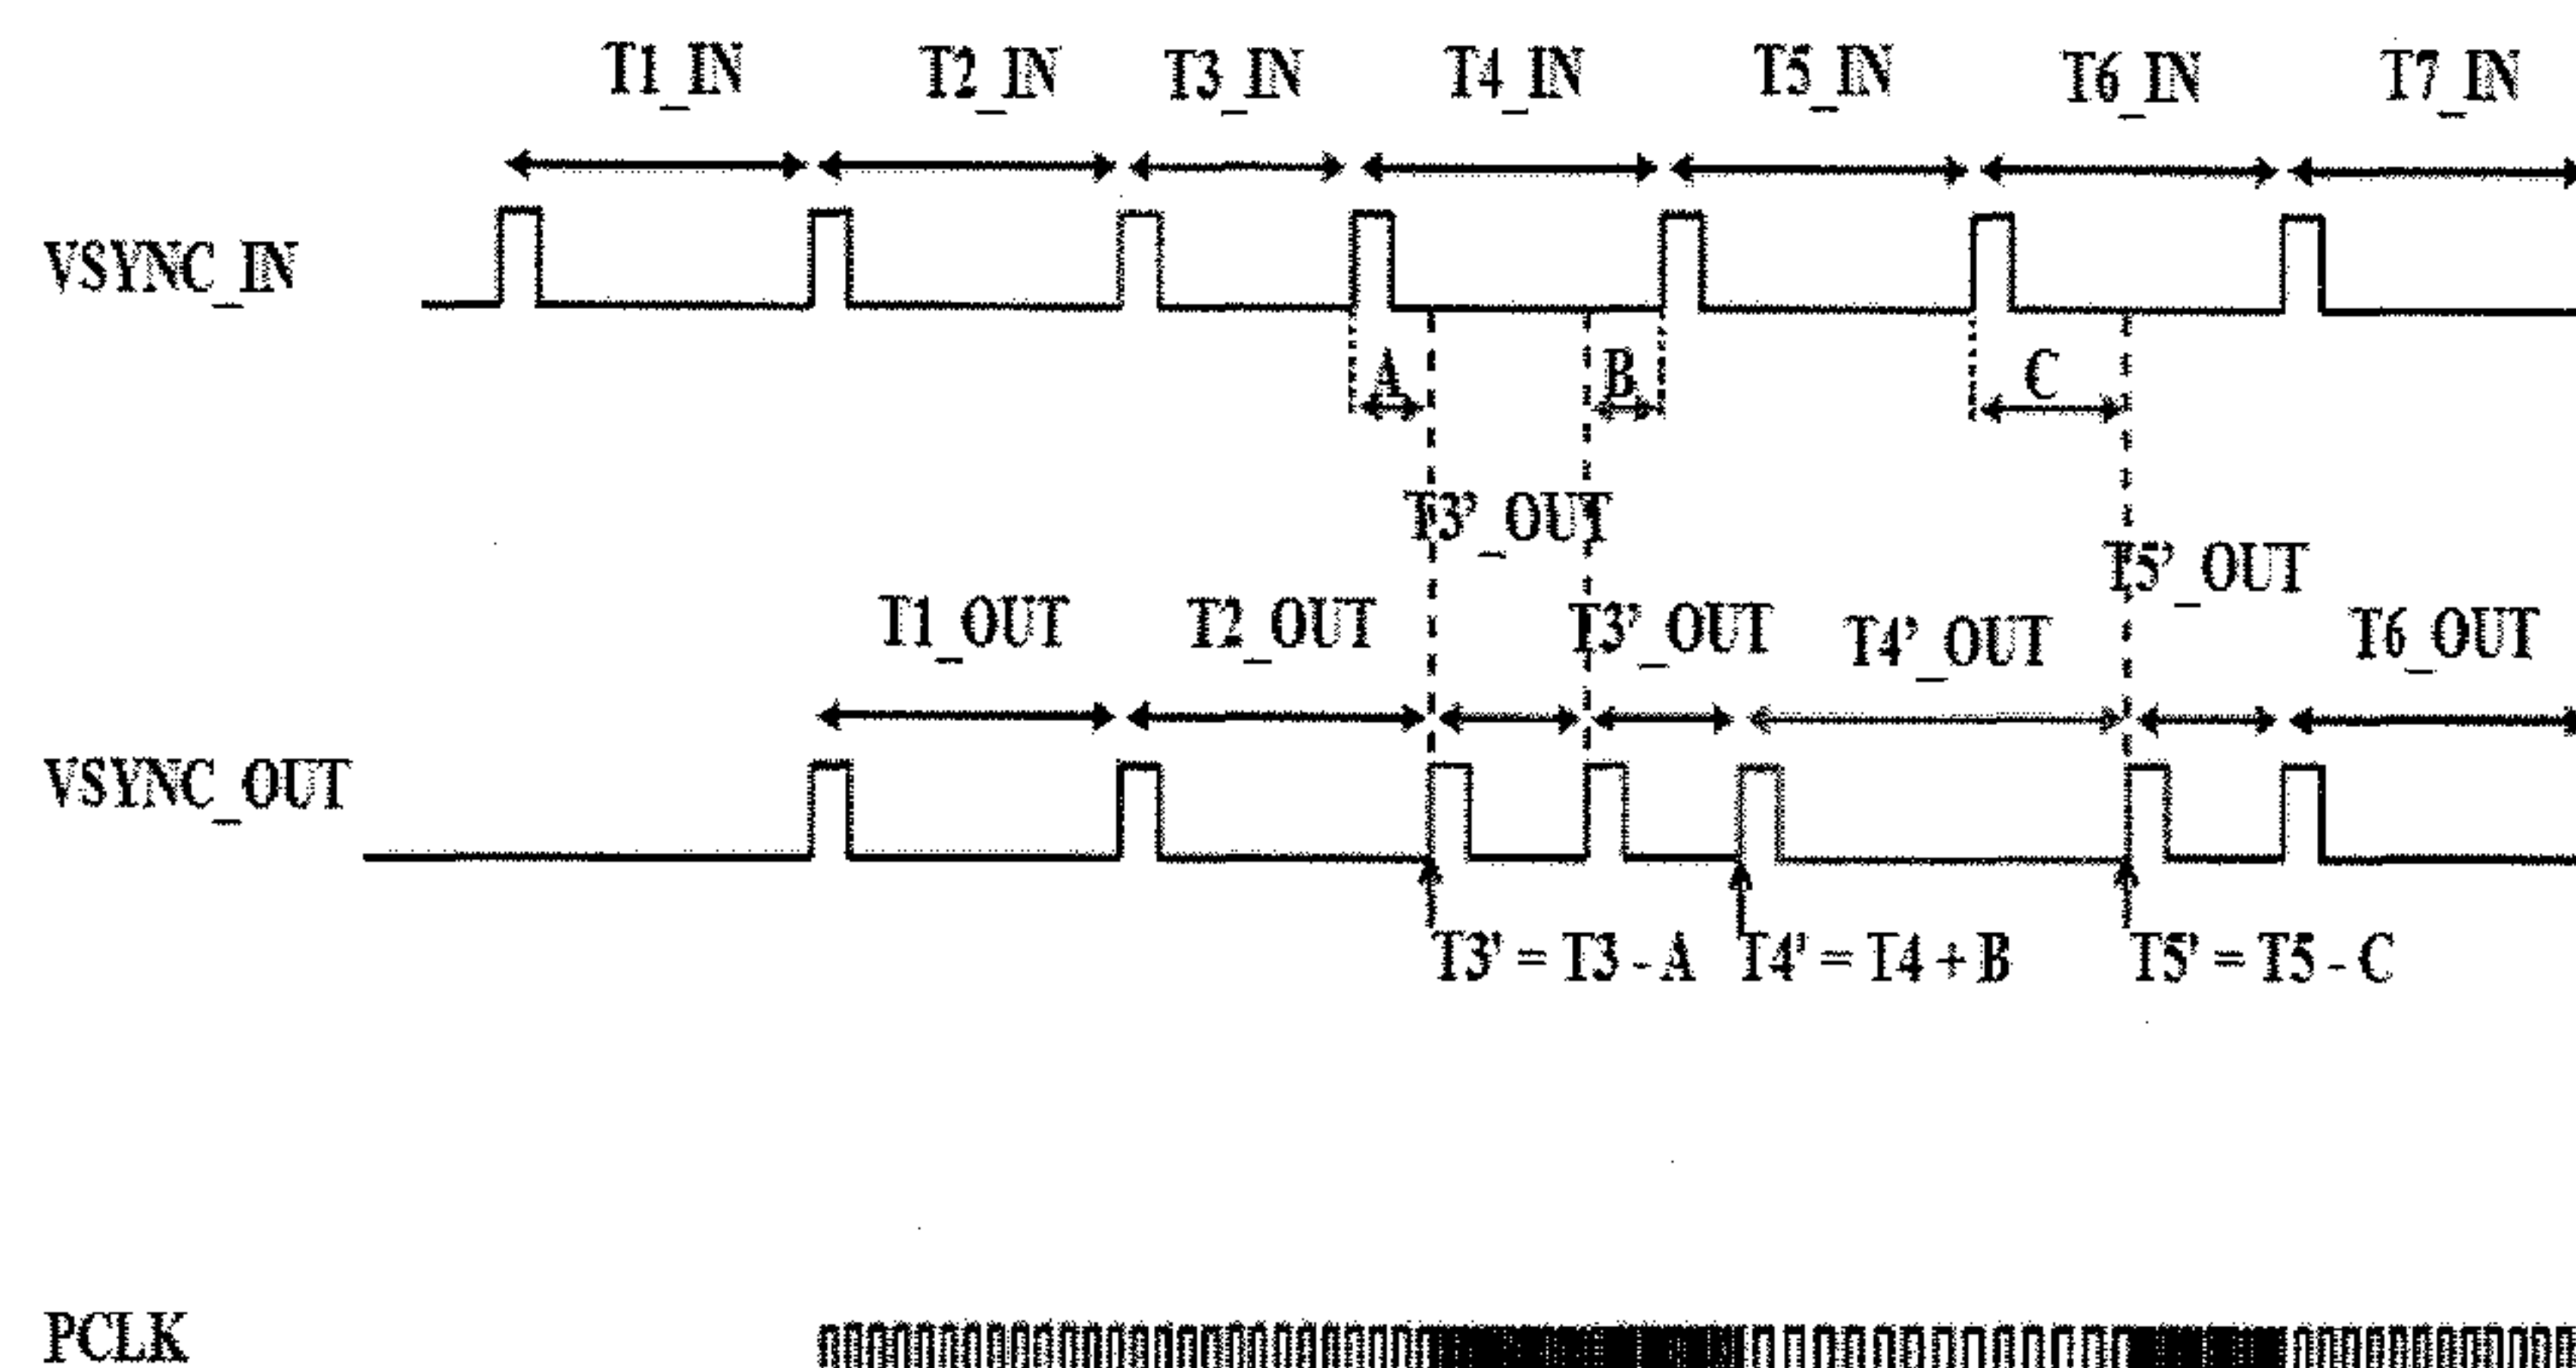 T1_IN T2_IN T3_IN T4_IN T5_IN T6_IN T7_IN
VSYNC_IN
A B C
T3’_OUT
T5’_OUT
T1_OUT T2_OUT T3’_OUT T4’_OUT T6_OUT
VSYNC_OUT
T3' = T3 - A T4' = T4 + B T5' = T5 - C
PCLK